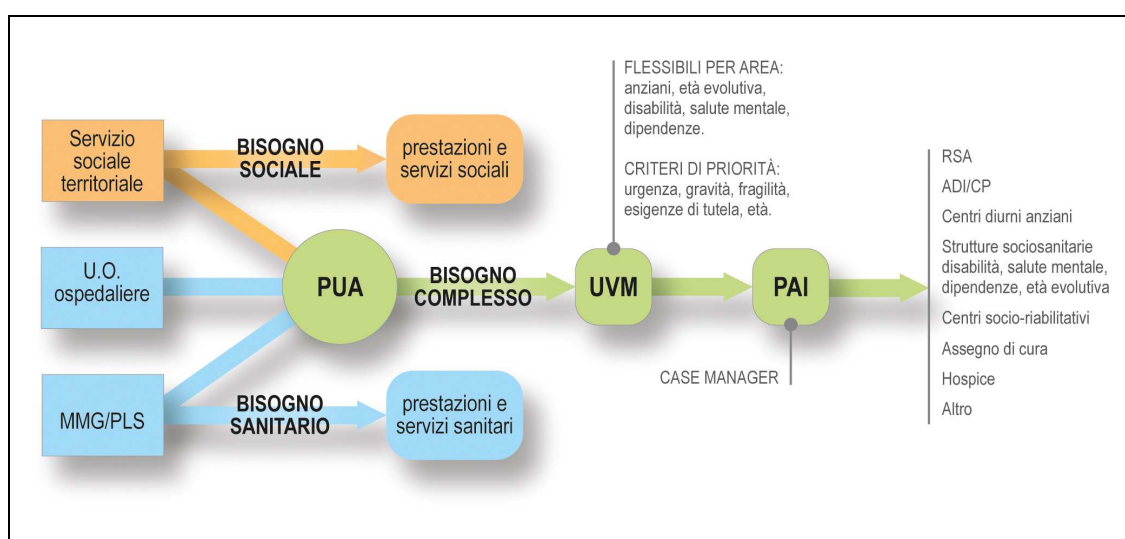 Servizio
sociale
territoriale
BISOGNO
SOCIALE
prestazioni e
servizi sociali
U.O.
ospedaliere
PUA
BISOGNO
COMPLESSO
MMG/PLS
BISOGNO
SANITARIO
prestazioni e
servizi sanitari
FLESSIBILI PER AREA:
anziani, età evolutiva,
disabilità, salute mentale,
dipendenze.
CRITERI DI PRIORITÀ:
urgenza, gravità, fragilità,
esigenze di tutela, età.
UVM
PAI
CASE MANAGER
RSA
ADI/CP
Centri diurni anziani
Strutture sociosanitarie
disabilità, salute mentale,
dipendenze, età evolutiva
Centri socio-riabilitativi
Assegno di cura
Hospice
Altro